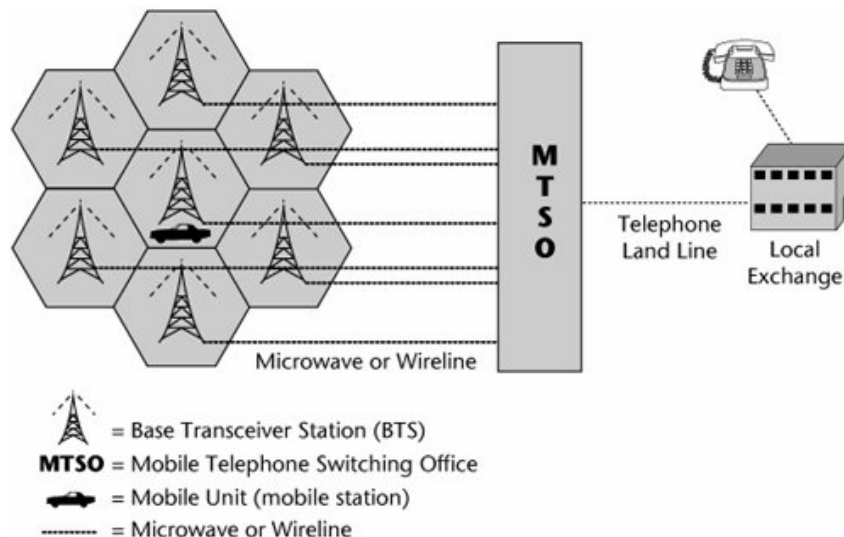 MTSO
Telephone
Land Line
Local
Exchange
Microwave or Wireline
= Base Transceiver Station (BTS)
MTSO = Mobile Telephone Switching Office
= Mobile Unit (mobile station)
= Microwave or Wireline